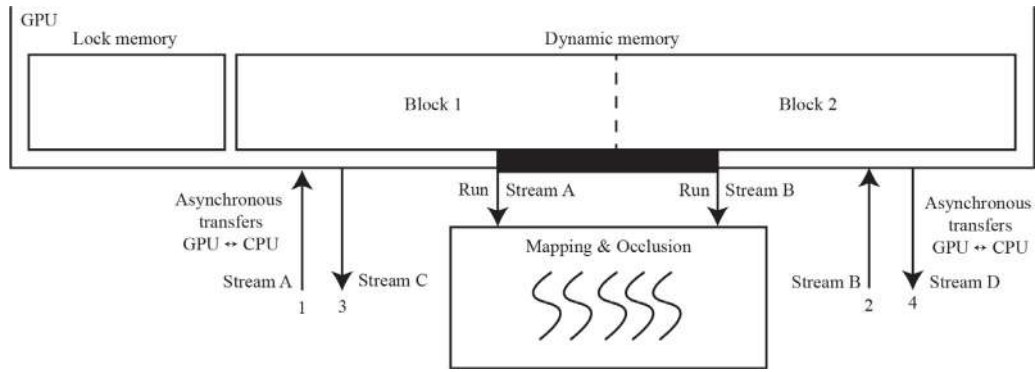 GPU
Lock memory
Dynamic memory
Block 1
Block 2
Run
Stream A
Run
Stream B
Asynchronous
transfers
GPU ↔ CPU
Asynchronous
transfers
GPU ↔ CPU
Mapping & Occlusion
Stream A
Stream C
Stream B
Stream D
1
3
2
4